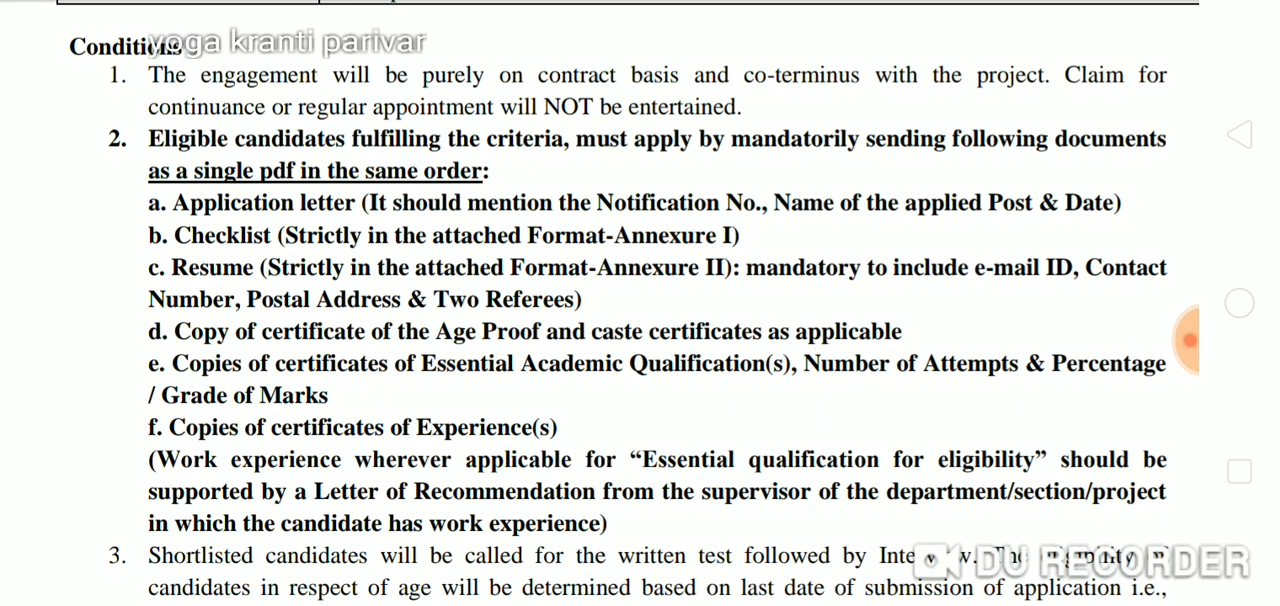 Conditions
yoga kranti parivar
1. The engagement will be purely on contract basis and co-terminus with the project. Claim for
continuance or regular appointment will NOT be entertained.
2. Eligible candidates fulfilling the criteria, must apply by mandatorily sending following documents
as a single pdf in the same order:
a. Application letter (It should mention the Notification No., Name of the applied Post & Date)
b. Checklist (Strictly in the attached Format-Annexure I)
c. Resume (Strictly in the attached Format-Annexure II): mandatory to include e-mail ID, Contact
Number, Postal Address & Two Referees)
d. Copy of certificate of the Age Proof and caste certificates as applicable
e. Copies of certificates of Essential Academic Qualification(s), Number of Attempts & Percentage
/ Grade of Marks
f. Copies of certificates of Experience(s)
(Work experience wherever applicable for “Essential qualification for eligibility” should be
supported by a Letter of Recommendation from the supervisor of the department/section/project
in which the candidate has work experience)
3. Shortlisted candidates will be called for the written test followed by
DU RECORDER
candidates in respect of age will be determined based on last date of submission of application i.e.,